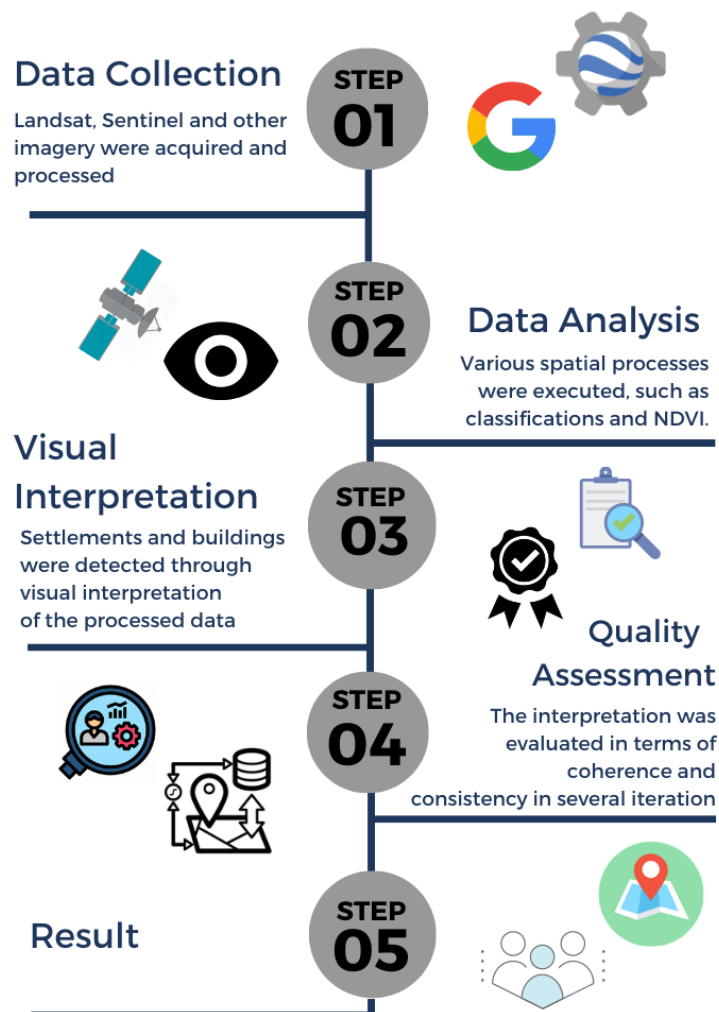 Data Collection
Landsat, Sentinel and other
imagery were acquired and
processed
STEP
01
STEP
02
Data Analysis
Various spatial processes
were executed, such as
classifications and NDVI.
Visual
Interpretation
Settlements and buildings
were detected through
visual interpretation
of the processed data
STEP
03
Quality
Assessment
The interpretation was
evaluated in terms of
coherence and
consistency in several iteration
STEP
04
Result
STEP
05